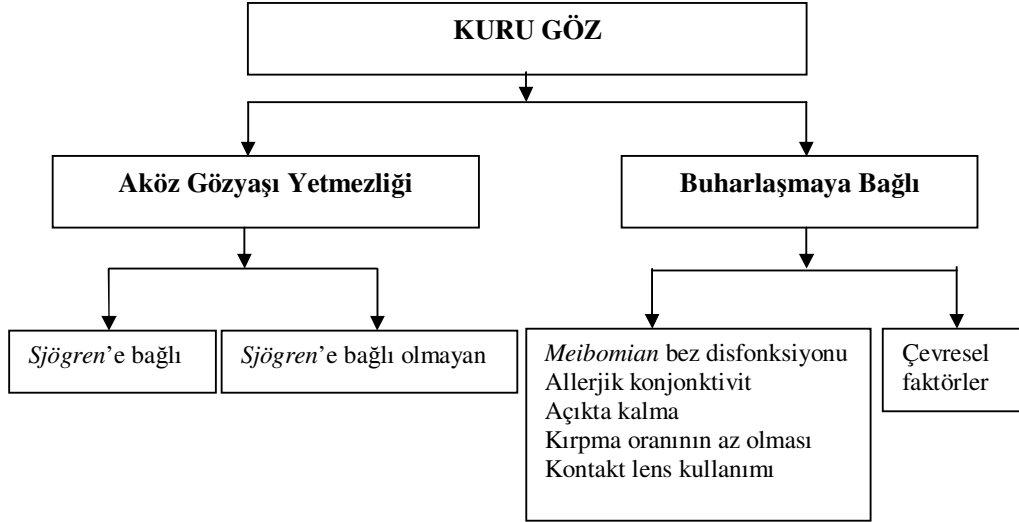 KURU GÖZ
Aköz Gözyaşı Yetmezliği
Buharlaşmaya Bağlı
Sjögren’e bağlı
Sjögren’e bağlı olmayan
Meibomian bez disfonksiyonu
Allerjik konjonktivit
Açıkta kalma
Kırpma oranının az olması
Kontakt lens kullanımı
Çevresel
faktörler